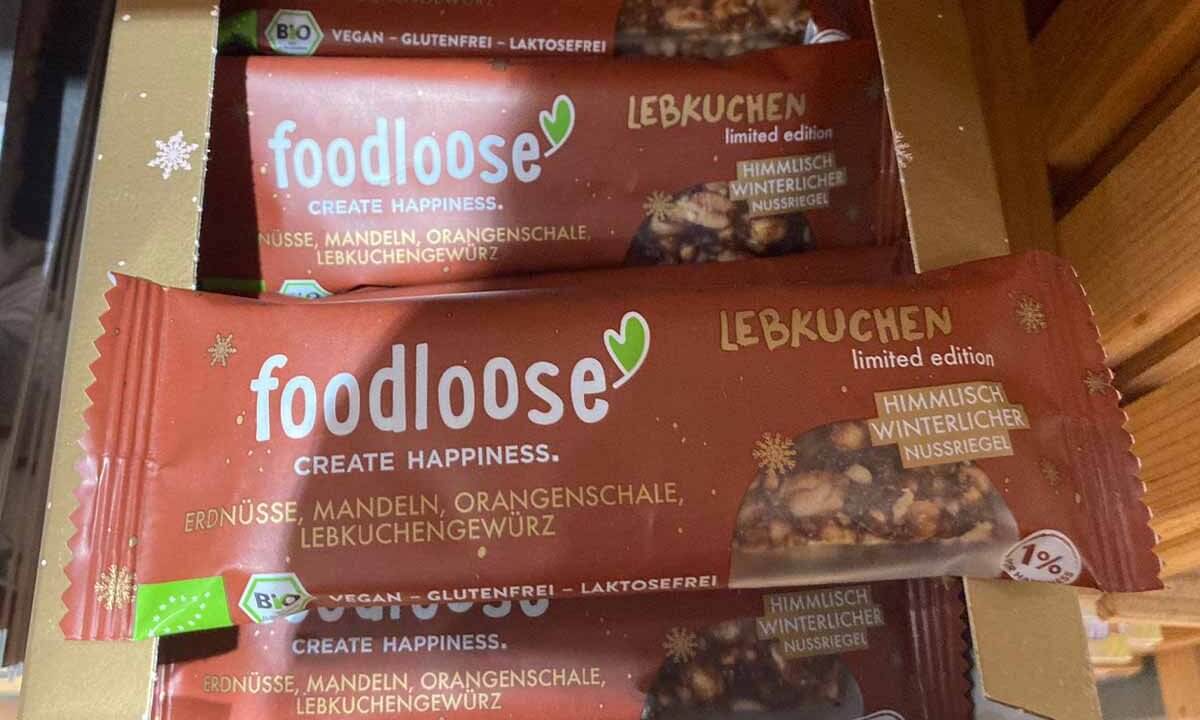 BIO
VEGAN – GLUTENFREI – LAKTOSEFREI
foodloose
CREATE HAPPINESS.
NÜSSE, MANDELN, ORANGENSCHALE,
LEBKUCHENGEWÜRZ
LEBKUCHEN
limited edition
HIMMLISCH
WINTERLICHER
NUSSRIEGEL
foodloose
CREATE HAPPINESS.
ERDNÜSSE, MANDELN, ORANGENSCHALE,
LEBKUCHENGEWÜRZ
LEBKUCHEN
limited edition
HIMMLISCH
WINTERLICHER
NUSSRIEGEL
1%
BIO
VEGAN – GLUTENFREI – LAKTOSEFREI
foodloose
CREATE HAPPINESS.
ERDNÜSSE, MANDELN, ORANGENSCHALE,
LEBKUCHENGEWÜRZ
HIMMLISCH
WINTERLICHER
NUSSRIEGEL